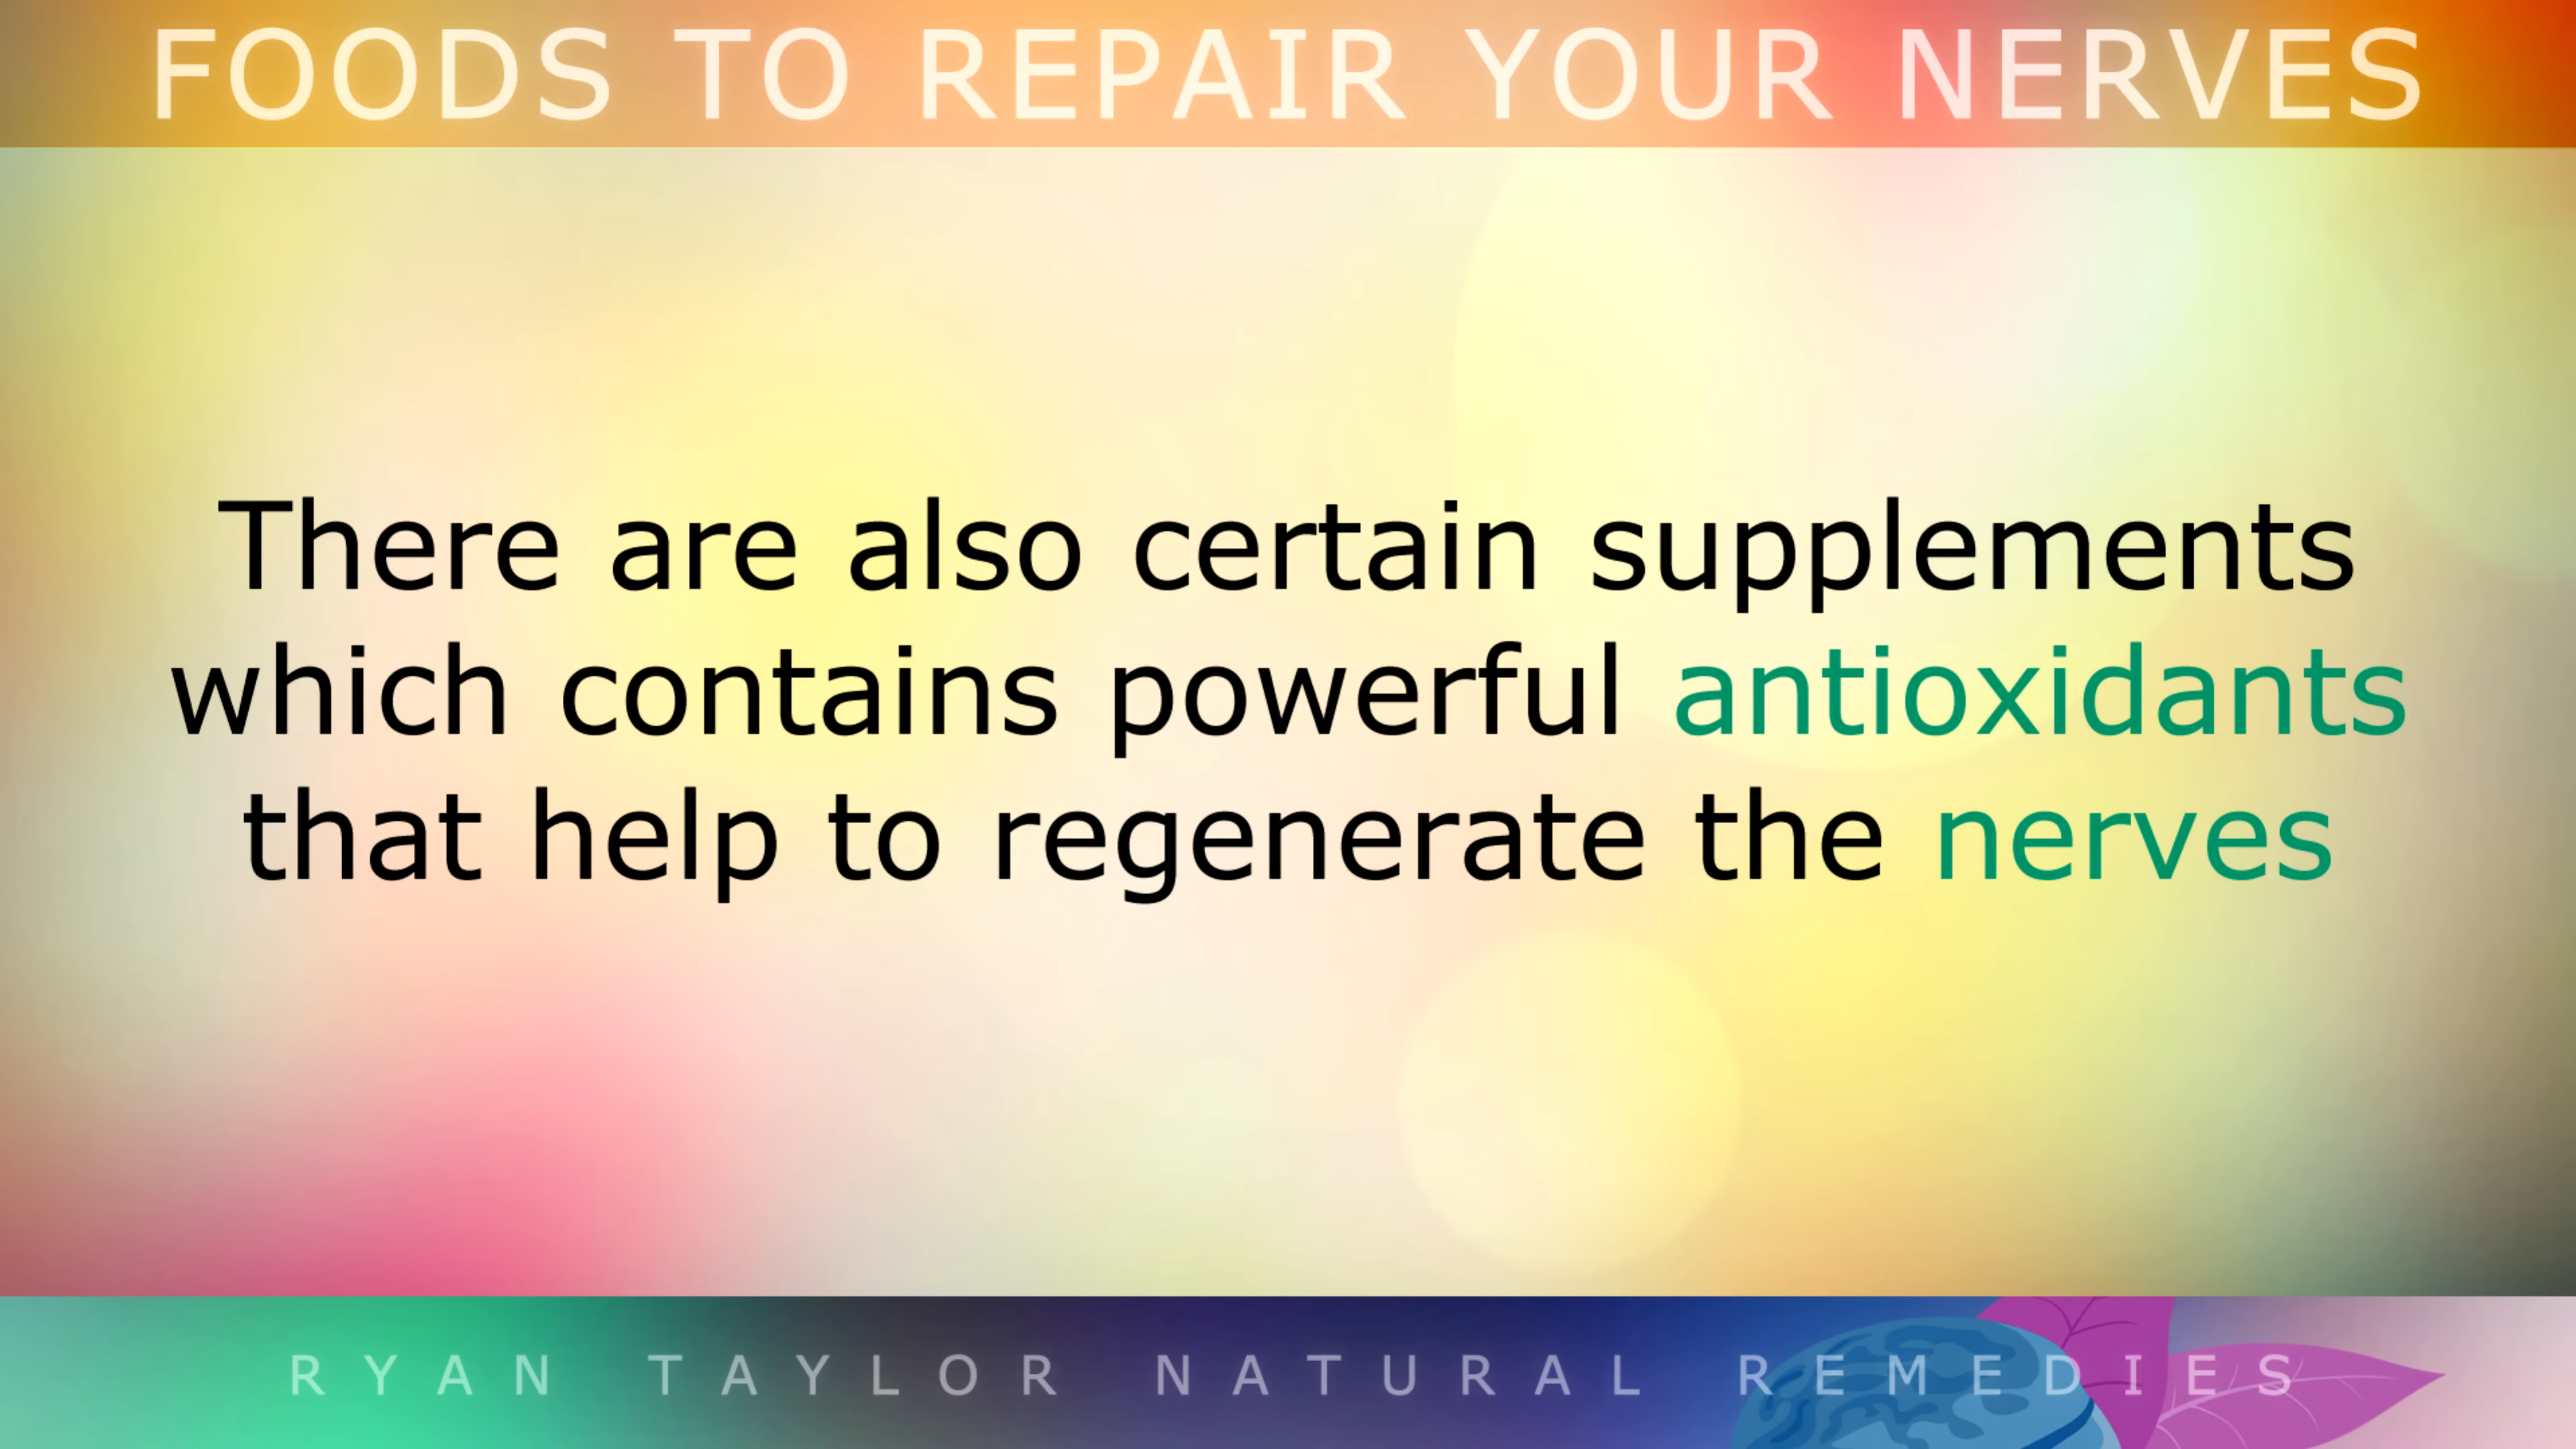 FOODS TO REPAIR YOUR NERVES
There are also certain supplements
which contains powerful antioxidants
that help to regenerate the nerves
RYAN TAYLOR NATURAL REMEDIES